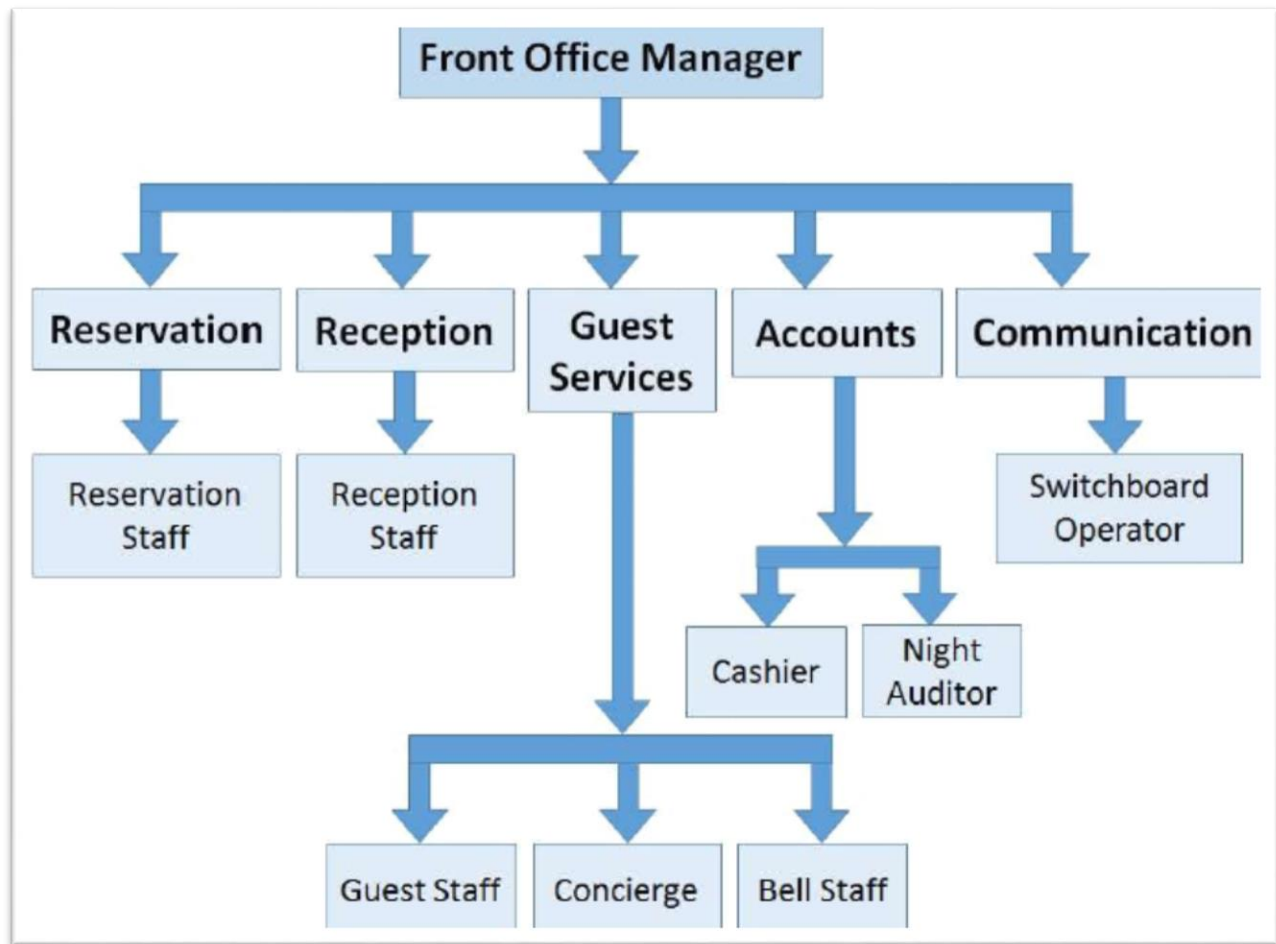 Front Office Manager
Reservation
Reception
Guest
Services
Accounts
Communication
Reservation
Staff
Reception
Staff
Switchboard
Operator
Cashier
Night
Auditor
Guest Staff
Concierge
Bell Staff